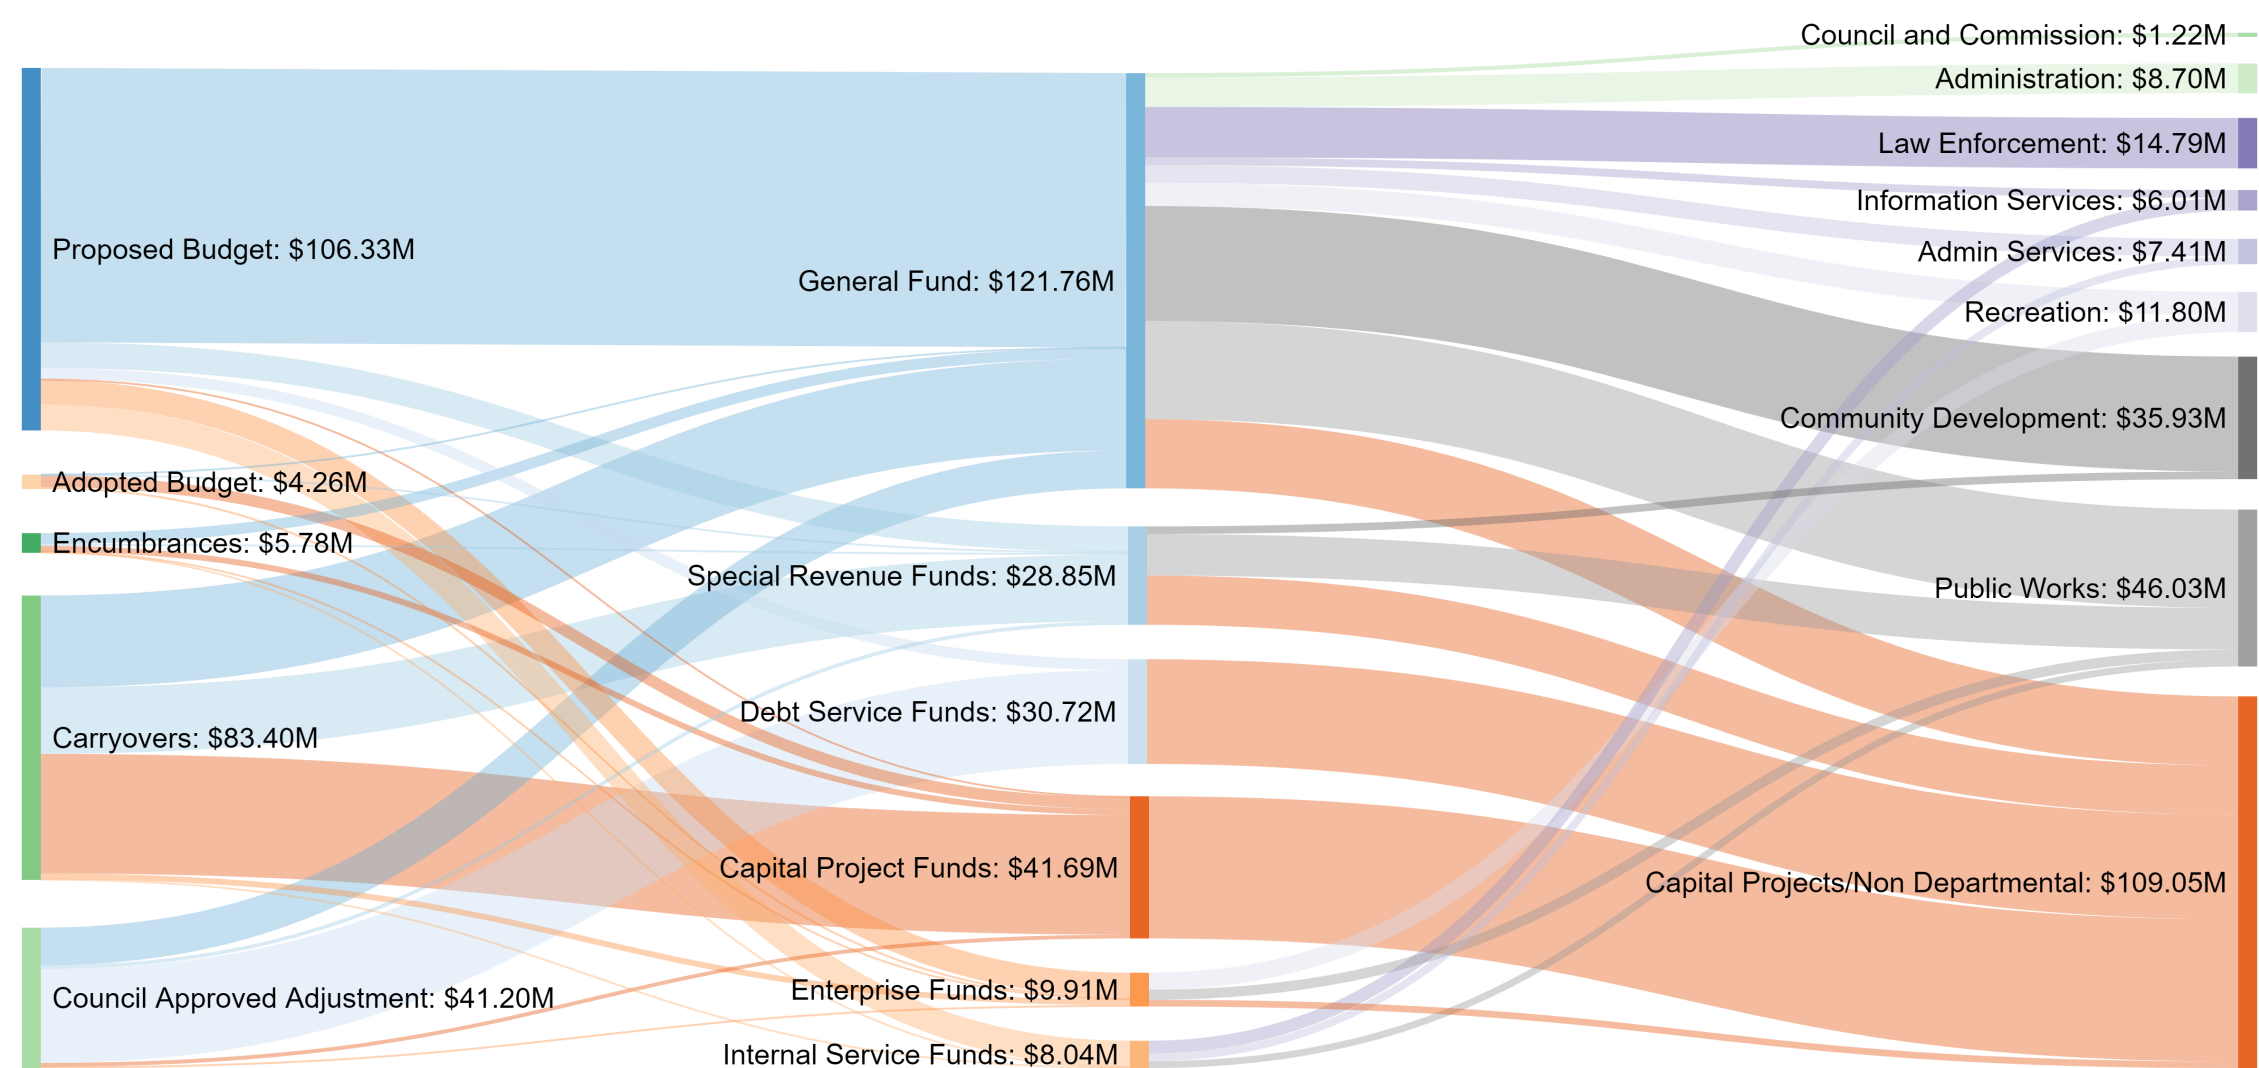 Proposed Budget: $106.33M
Adopted Budget: $4.26M
Encumbrances: $5.78M
Carryovers: $83.40M
Council Approved Adjustment: $41.20M
General Fund: $121.76M
Special Revenue Funds: $28.85M
Debt Service Funds: $30.72M
Capital Project Funds: $41.69M
Enterprise Funds: $9.91M
Internal Service Funds: $8.04M
Council and Commission: $1.22M
Administration: $8.70M
Law Enforcement: $14.79M
Information Services: $6.01M
Admin Services: $7.41M
Recreation: $11.80M
Community Development: $35.93M
Public Works: $46.03M
Capital Projects/Non Departmental: $109.05M